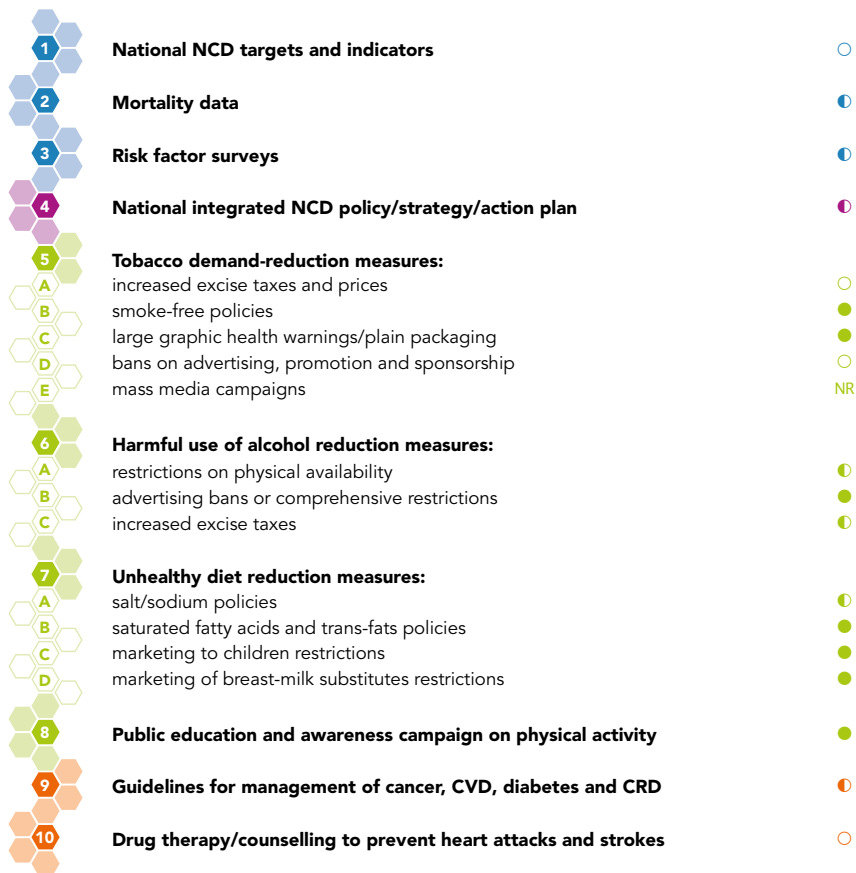 1 National NCD targets and indicators ○
2 Mortality data ◐
3 Risk factor surveys ◐
4 National integrated NCD policy/strategy/action plan ◐
5 Tobacco demand-reduction measures:
A increased excise taxes and prices ○
B smoke-free policies ●
C large graphic health warnings/plain packaging ●
D bans on advertising, promotion and sponsorship ○
E mass media campaigns NR
6 Harmful use of alcohol reduction measures:
A restrictions on physical availability ◐
B advertising bans or comprehensive restrictions ●
C increased excise taxes ◐
7 Unhealthy diet reduction measures:
A salt/sodium policies ◐
B saturated fatty acids and trans-fats policies ●
C marketing to children restrictions ●
D marketing of breast-milk substitutes restrictions ●
8 Public education and awareness campaign on physical activity ●
9 Guidelines for management of cancer, CVD, diabetes and CRD ◐
10 Drug therapy/counselling to prevent heart attacks and strokes ○